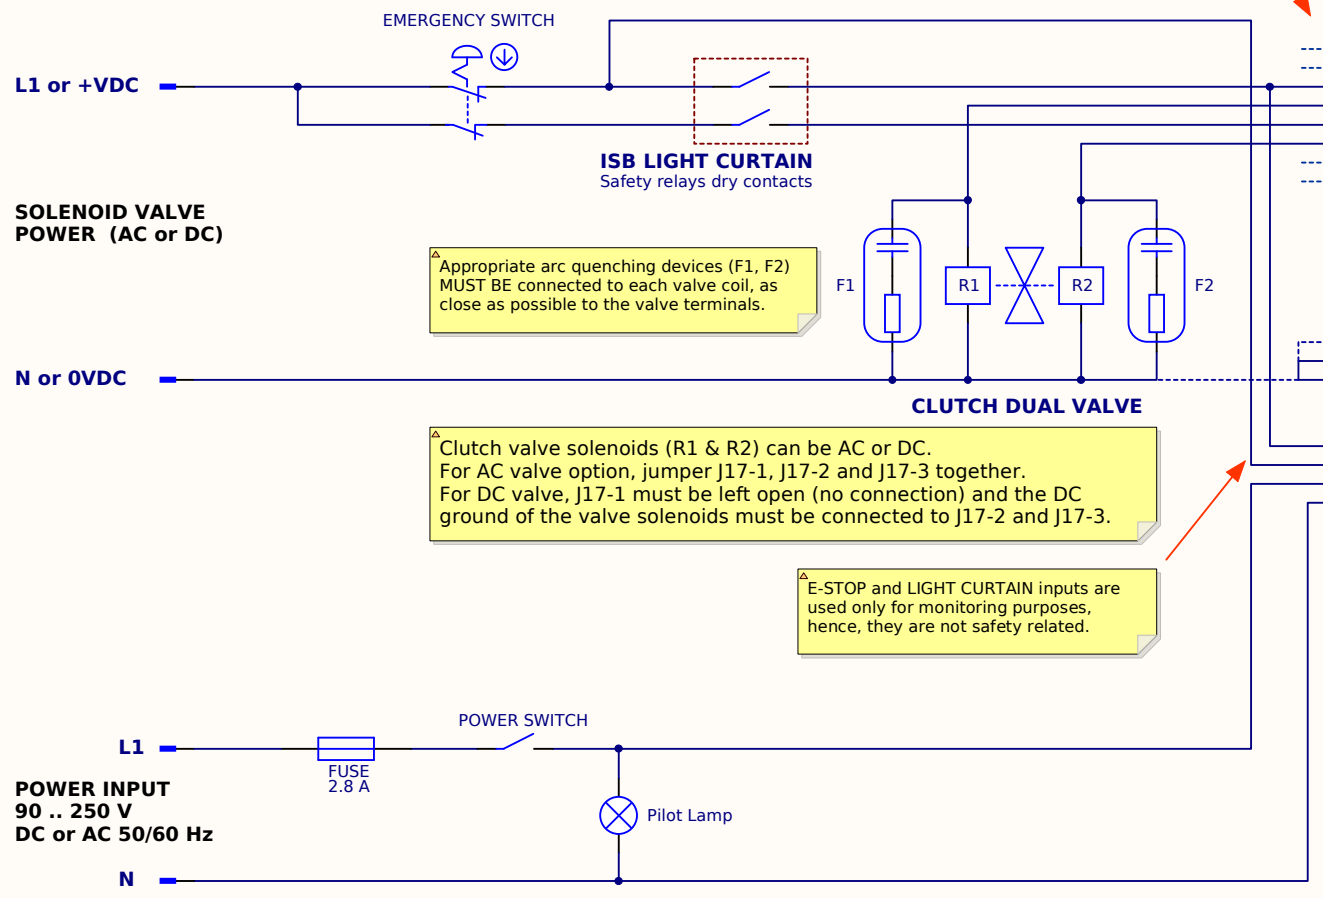 EMERGENCY SWITCH
L1 or +VDC
ISB LIGHT CURTAIN
Safety relays dry contacts
SOLENOID VALVE
POWER (AC or DC)
Appropriate arc quenching devices (F1, F2)
MUST BE connected to each valve coil, as
close as possible to the valve terminals.
F1
R1
R2
F2
N or 0VDC
CLUTCH DUAL VALVE
Clutch valve solenoids (R1 & R2) can be AC or DC.
For AC valve option, jumper J17-1, J17-2 and J17-3 together.
For DC valve, J17-1 must be left open (no connection) and the DC
ground of the valve solenoids must be connected to J17-2 and J17-3.
E-STOP and LIGHT CURTAIN inputs are
used only for monitoring purposes,
hence, they are not safety related.
POWER SWITCH
L1
FUSE
2.8 A
POWER INPUT
90 .. 250 V
DC or AC 50/60 Hz
Pilot Lamp
N